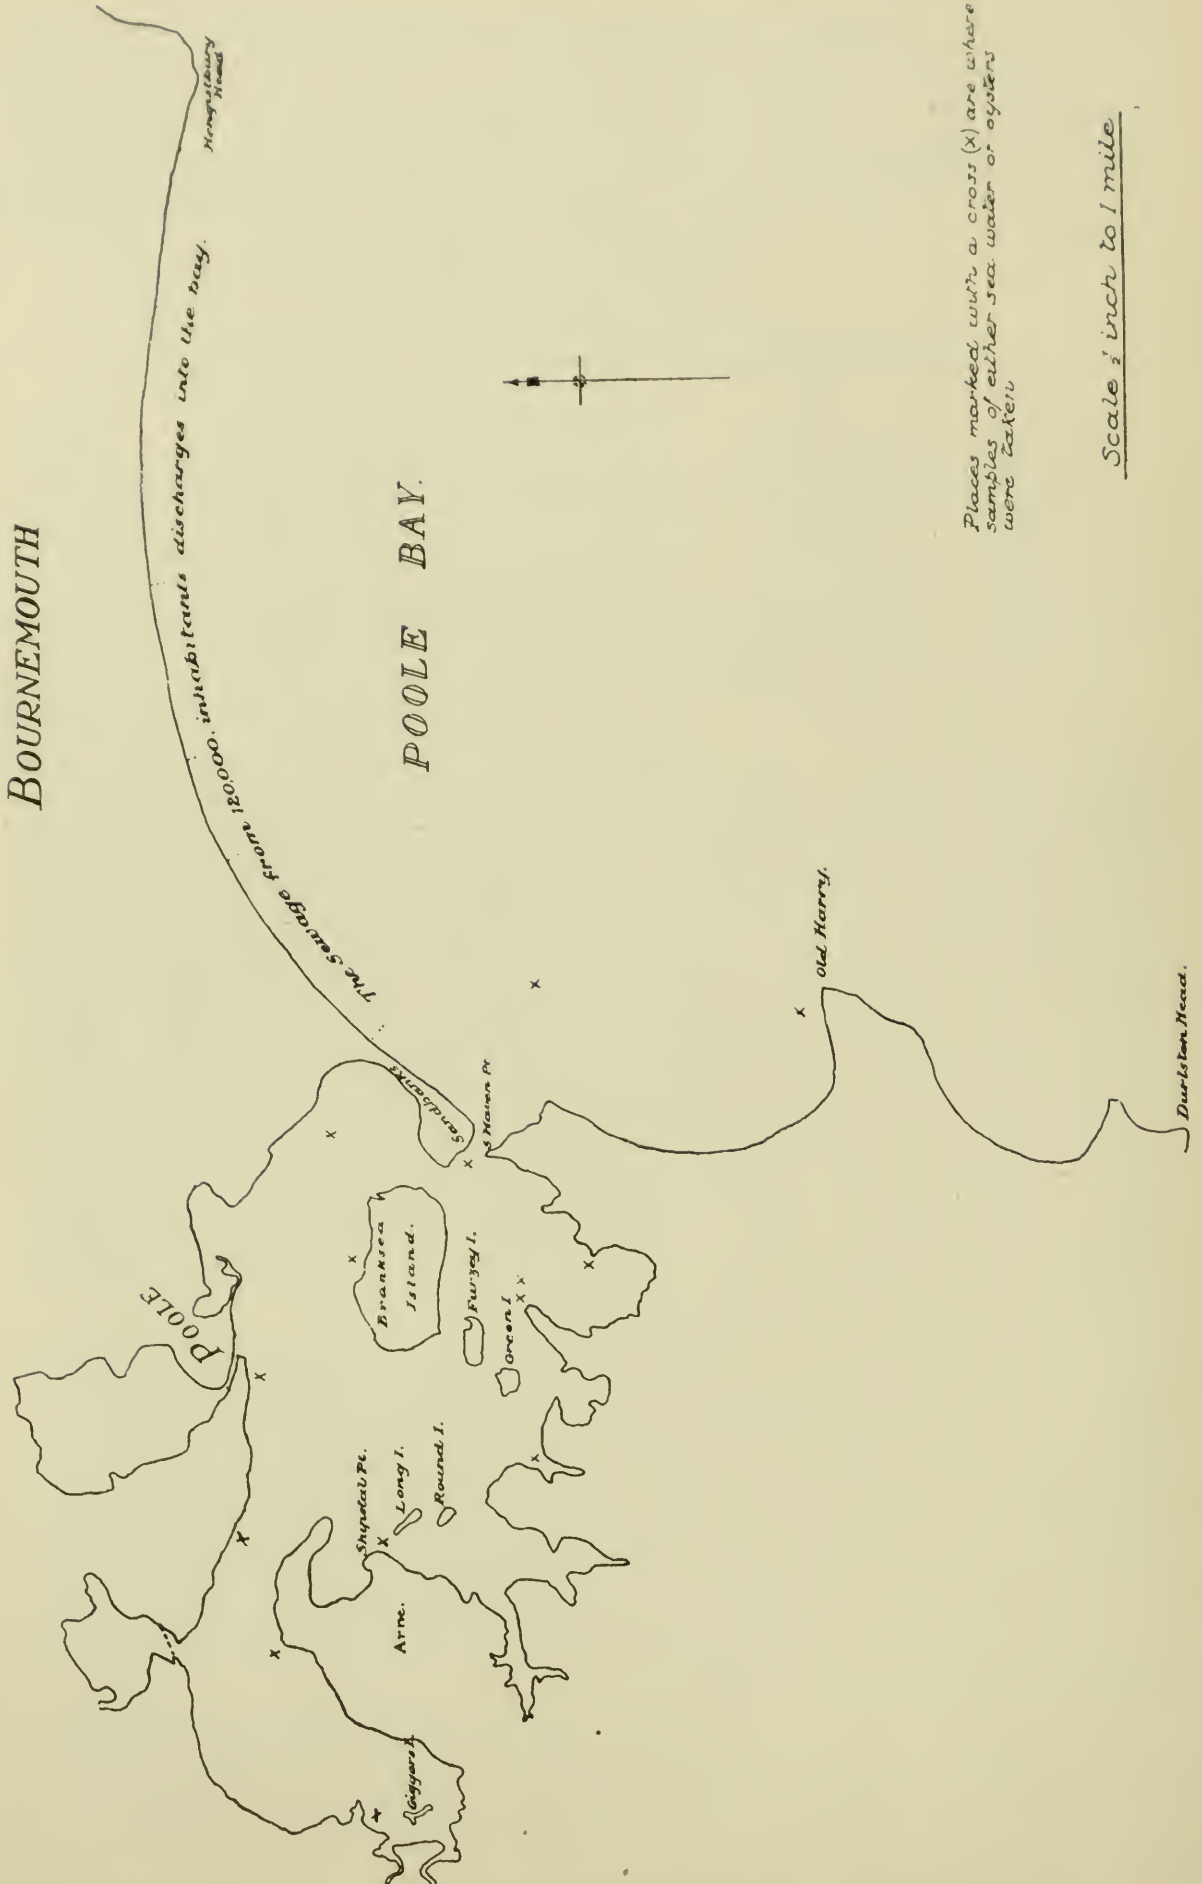 BOURNEMOUTH
Hengistbury
Head
The Sewage from 120,000. inhabitants discharges into the bay.
POOLE BAY.
POOLE
Sandbanks
S Haven Pt
Branksea
Island.
Furzey I.
Green I
Shipstal Pt.
Long I.
Round I.
Arne.
Giggers I.
Old Harry.
Durlston Head.
Places marked with a cross (x) are where
samples of either sea water or oysters
were taken
Scale ½ inch to 1 mile